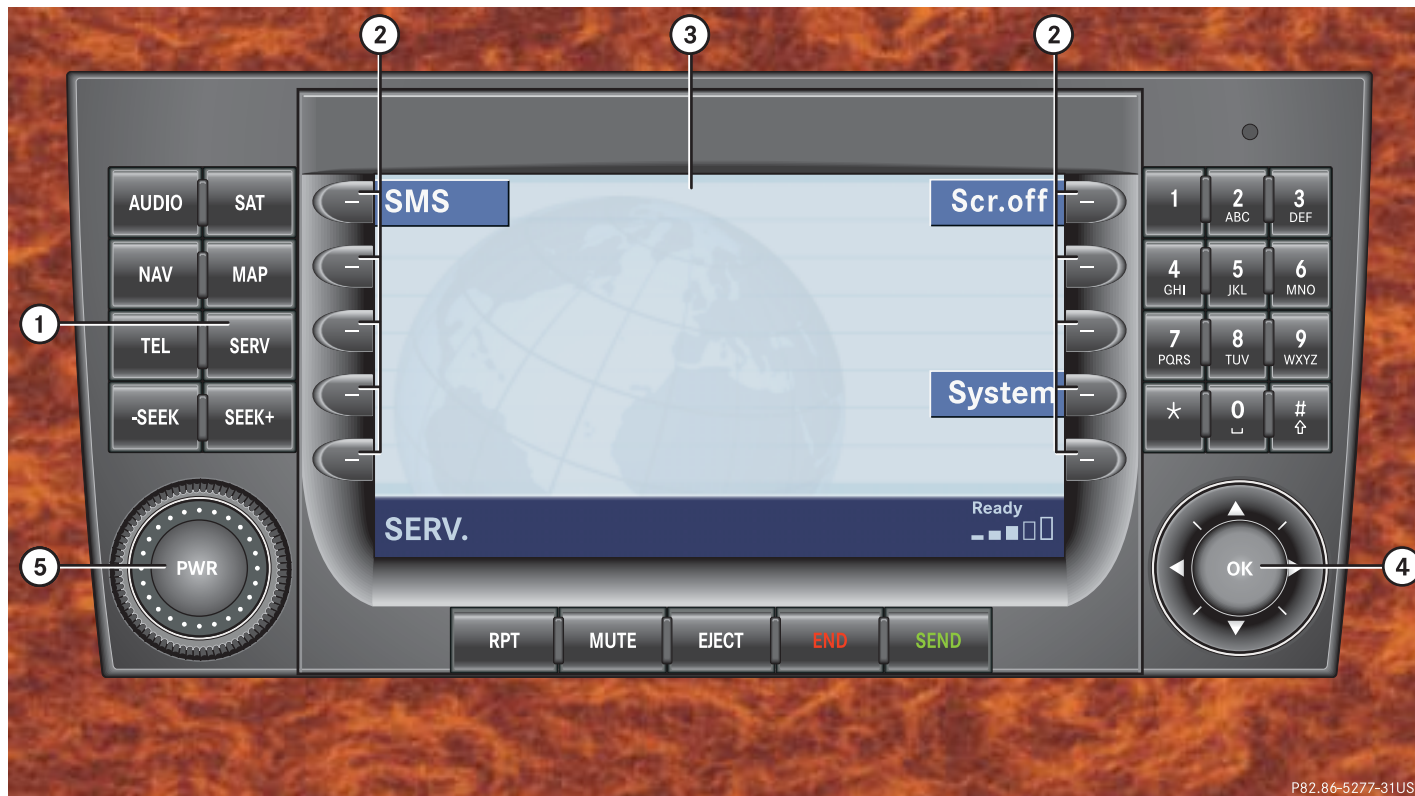 2 3 2
AUDIO SAT
SMS
Scr.off
1 2 3
ABC DEF
NAV MAP
4 5 6
GHI JKL MNO
1
TEL SERV
7 8 9
PQRS TUV WXYZ
-SEEK SEEK+
System
* 0 #
SERV.
Ready
5
PWR
OK
4
RPT MUTE EJECT END SEND
P82.86-5277-31US